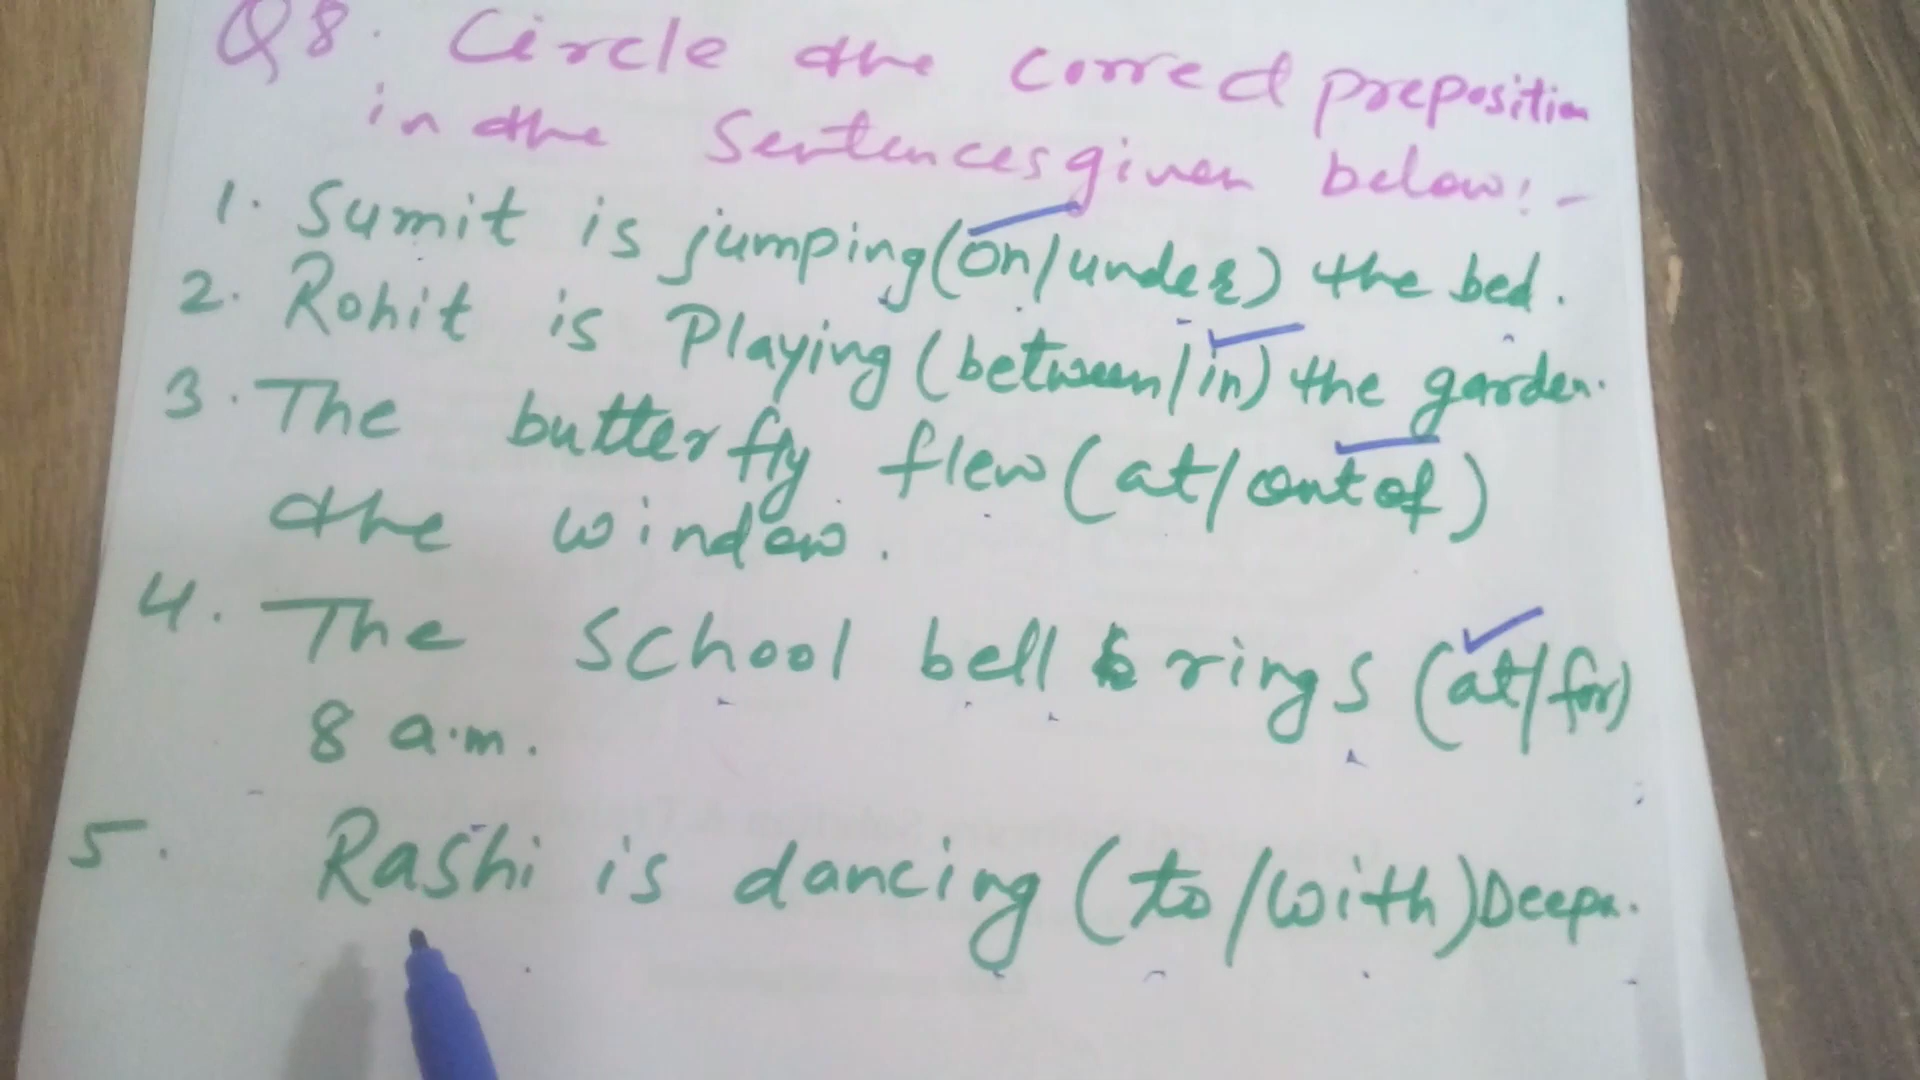 Q8. Circle the correct preposition
in the Sentences given below:-
1. Sumit is jumping (on/under) the bed.
2. Rohit is Playing (between/in) the garden.
3. The butterfly flew (at/out of)
the window.
4. The School bell rings (at/for)
8 a.m.
5. Rashi is dancing (to/with) Deepa.